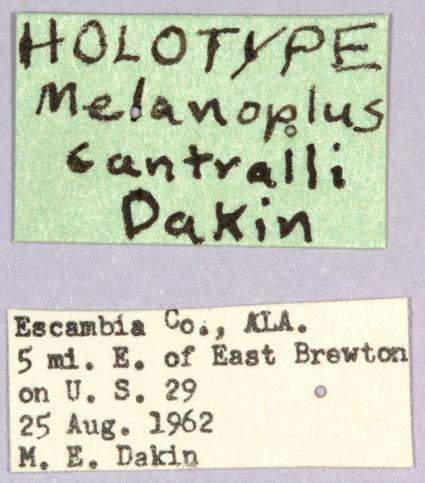 HOLOTYPE
Melanoplus
cantralli
Dakin
Escambia Co., ALA.
5 mi. E. of East Brewton
on U. S. 29
25 Aug. 1962
M. E. Dakin